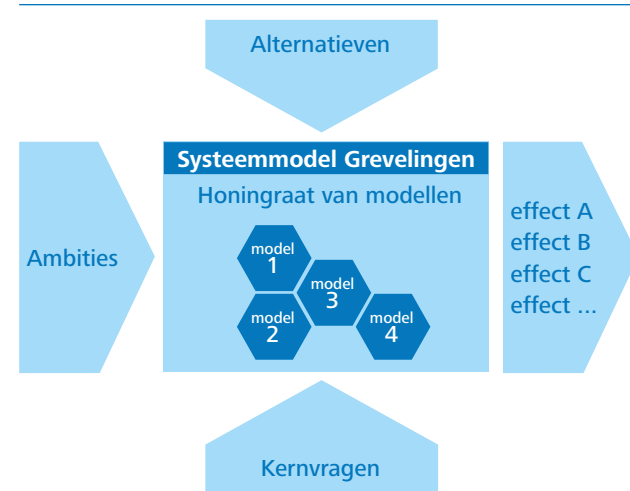 Alternatieven
Systeemmodel Grevelingen
Honingraat van modellen
Ambities
model
1
model
2
model
3
model
4
effect A
effect B
effect C
effect ...
Kernvragen